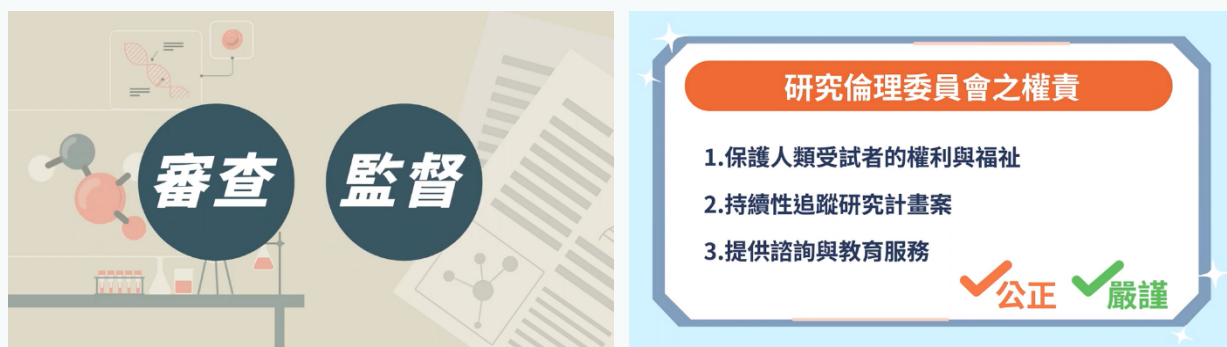 審查
監督
研究倫理委員會之權責
1.保護人類受試者的權利與福祉
2.持續性追蹤研究計畫案
3.提供諮詢與教育服務
公正
嚴謹